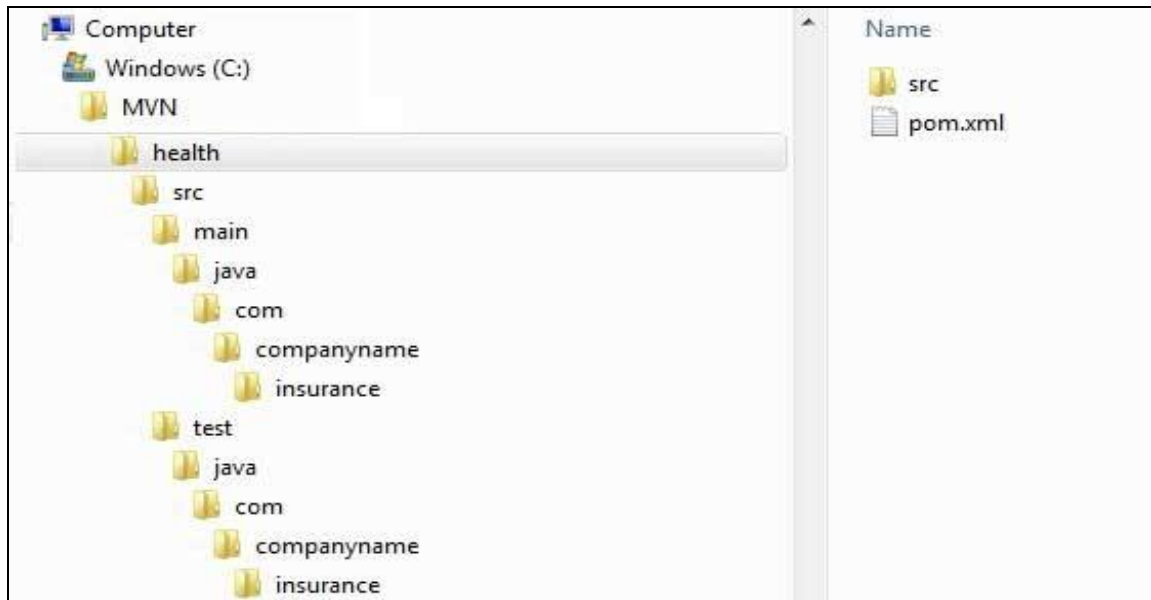 Computer
Windows (C:)
MVN
health
src
main
java
com
companyname
insurance
test
java
com
companyname
insurance
Name
src
pom.xml